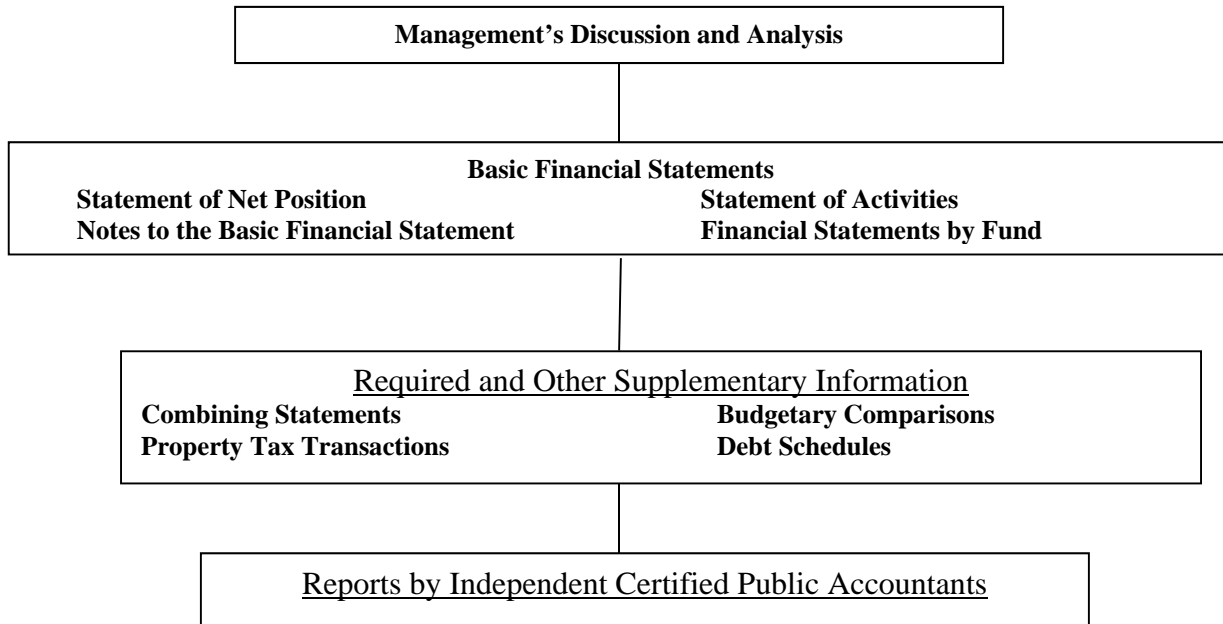 Management’s Discussion and Analysis
Basic Financial Statements
Statement of Net Position Statement of Activities
Notes to the Basic Financial Statement Financial Statements by Fund
Required and Other Supplementary Information
Combining Statements Budgetary Comparisons
Property Tax Transactions Debt Schedules
Reports by Independent Certified Public Accountants